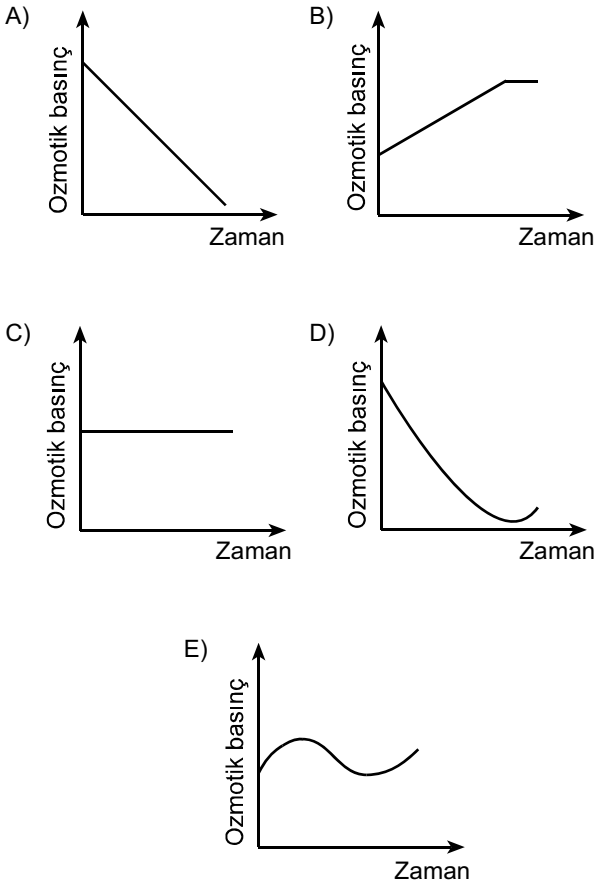 A)
Ozmotik basınç
Zaman
B)
Ozmotik basınç
Zaman
C)
Ozmotik basınç
Zaman
D)
Ozmotik basınç
Zaman
E)
Ozmotik basınç
Zaman